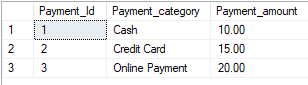 Payment_Id Payment_category Payment_amount
1 1 Cash 10.00
2 2 Credit Card 15.00
3 3 Online Payment 20.00